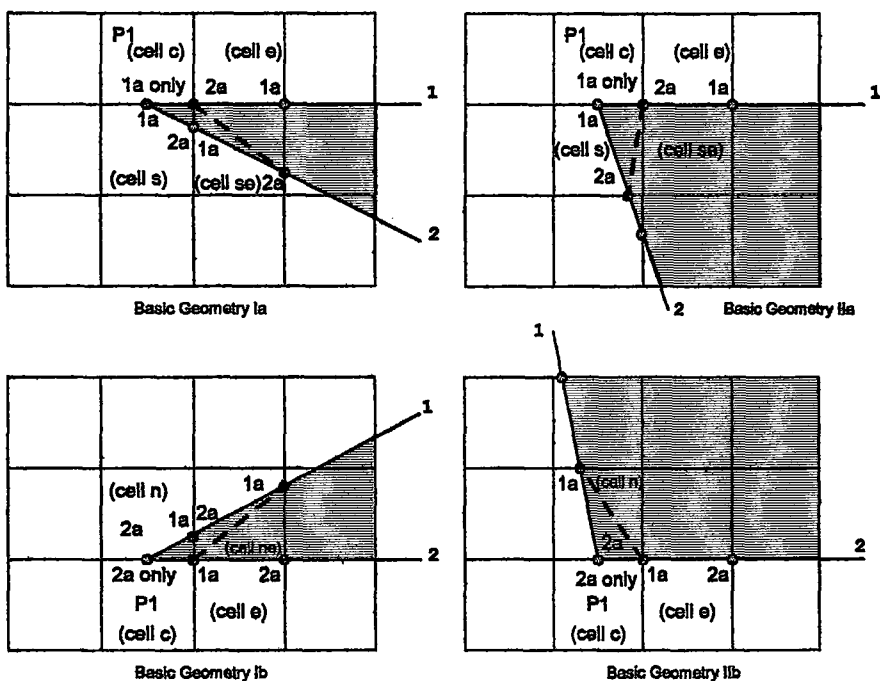 P1
(cell c) (cell e)
1a only 2a 1a
1
1a
2a 1a
(cell s) (cell se) 2a
2
Basic Geometry Ia
P1
(cell c) (cell e)
1a only 2a 1a
1
1a
(cell s) (cell se)
2a
2
Basic Geometry IIa
1
(cell n) 1a
2a 1a 2a
(cell ne)
2
2a only 1a 2a
P1 (cell e)
(cell c)
Basic Geometry Ib
1
1a (cell n)
2a
2
2a only 1a 2a
P1 (cell e)
(cell c)
Basic Geometry IIb